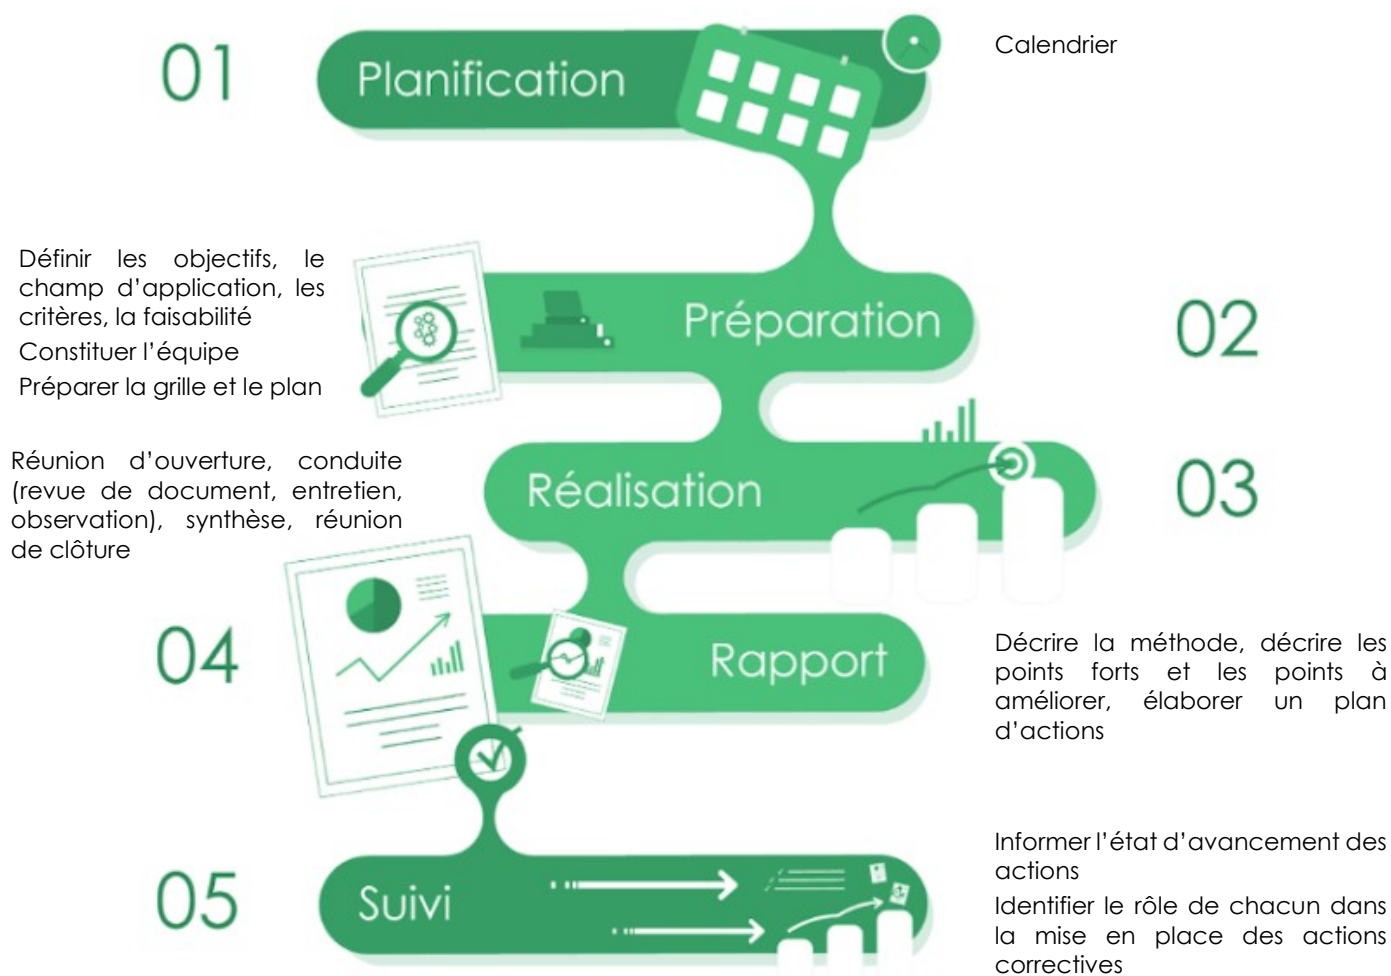 01
Planification
Calendrier
Définir les objectifs, le
champ d’application, les
critères, la faisabilité
Constituer l’équipe
Préparer la grille et le plan
Préparation
02
Réunion d’ouverture, conduite
(revue de document, entretien,
observation), synthèse, réunion
de clôture
Réalisation
03
04
Rapport
Décrire la méthode, décrire les
points forts et les points à
améliorer, élaborer un plan
d’actions
05
Suivi
Informer l’état d’avancement des
actions
Identifier le rôle de chacun dans
la mise en place des actions
correctives